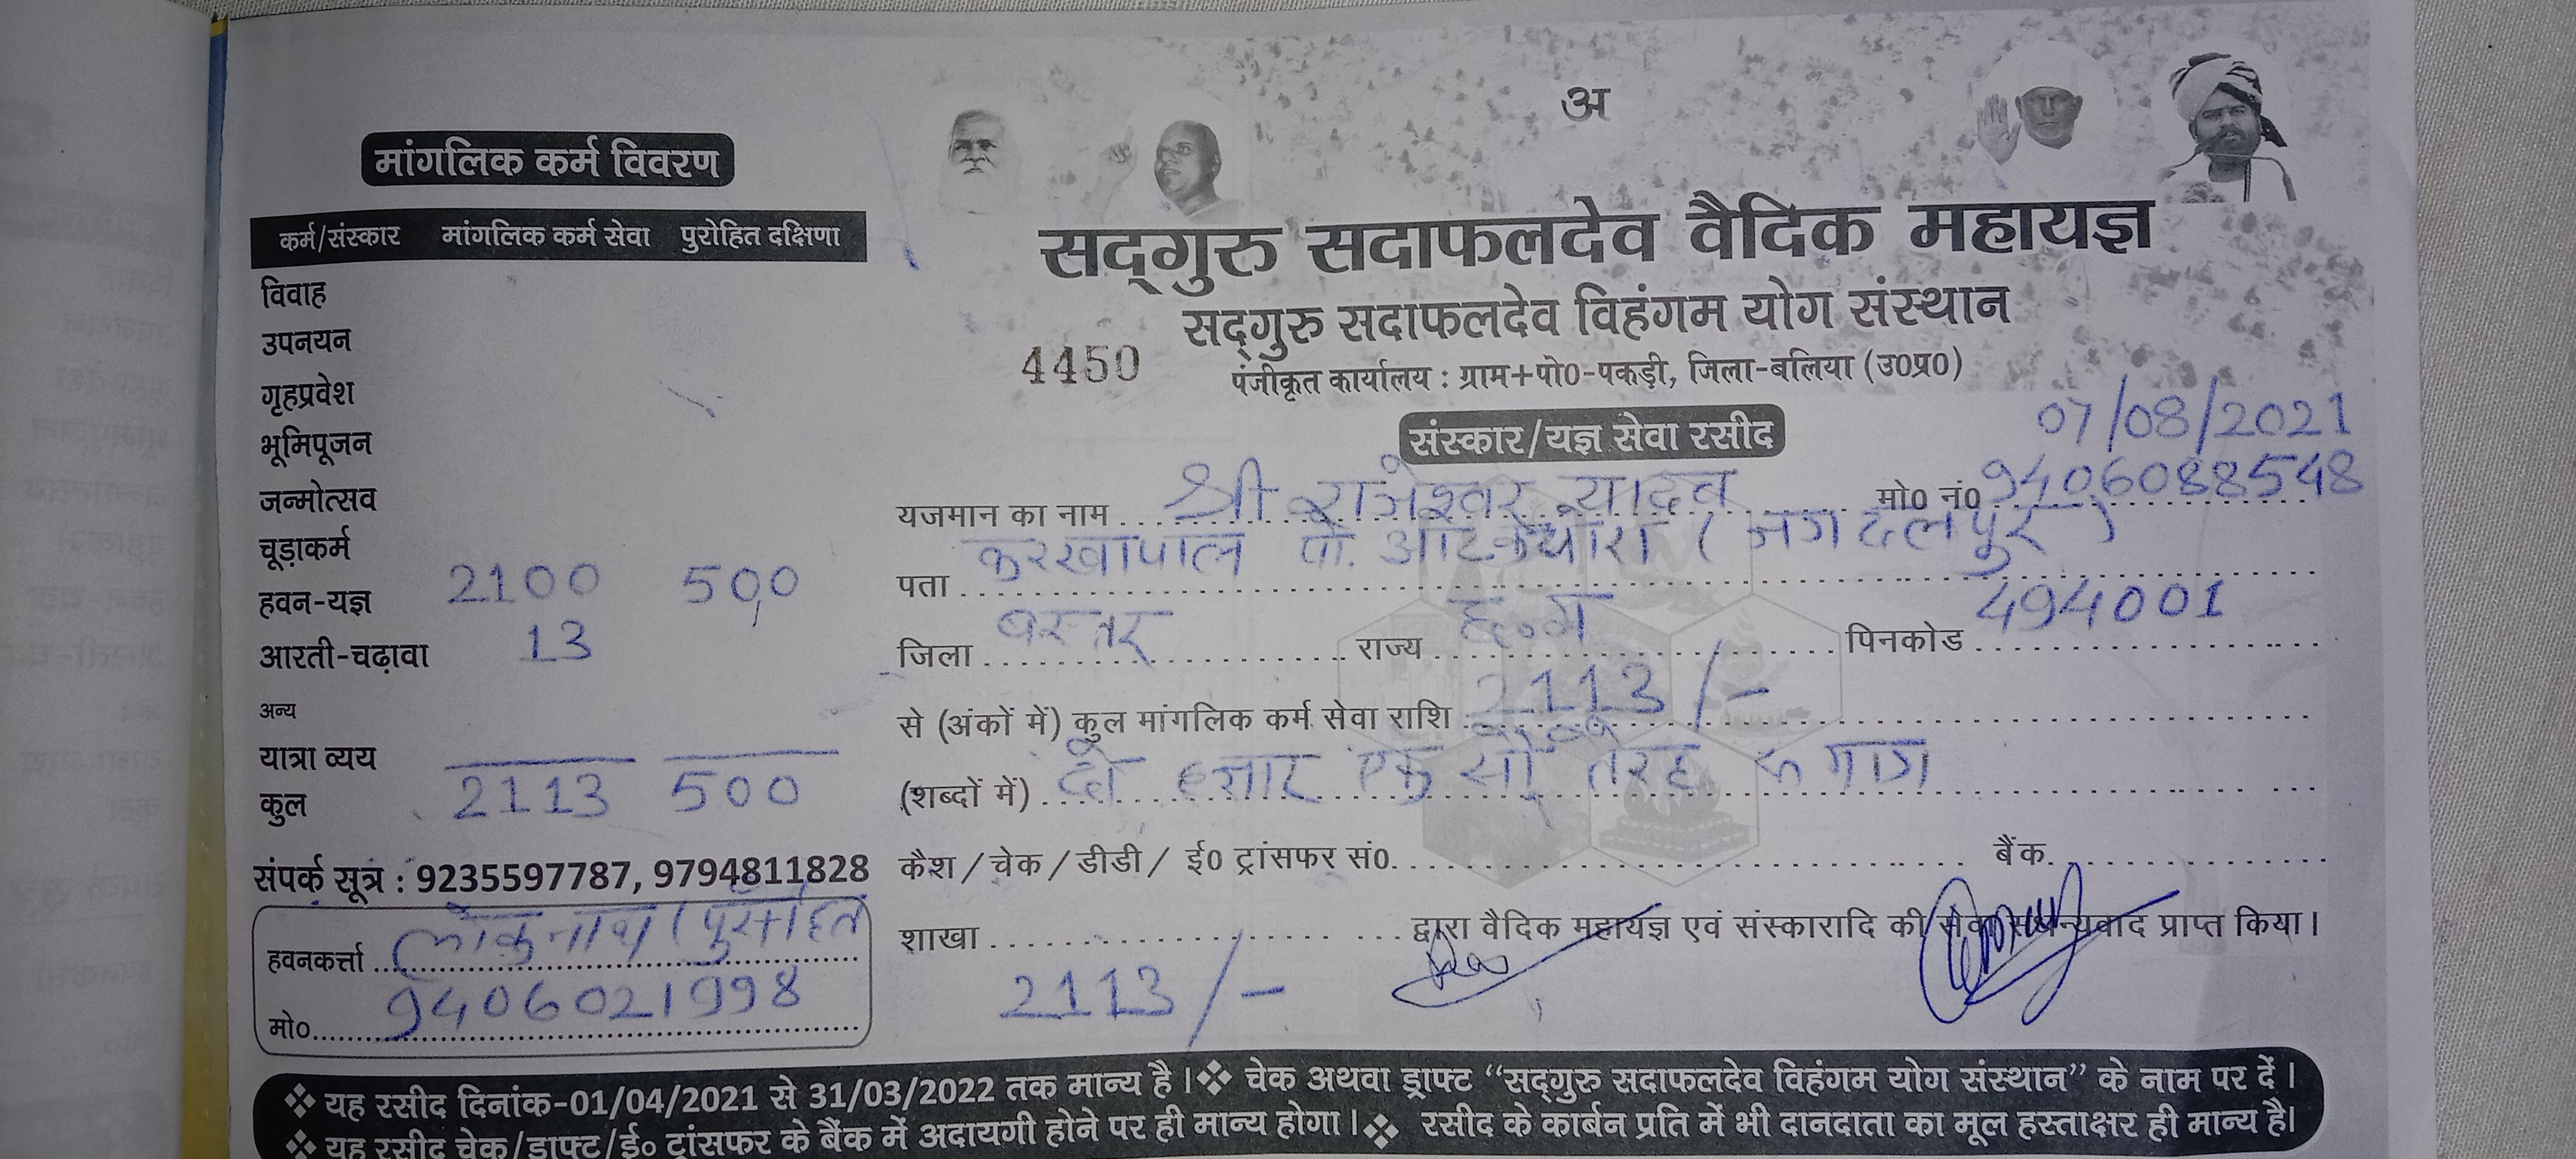 अ
सद्गुरु सदाफलदेव वैदिक महायज्ञ
सद्गुरु सदाफलदेव विहंगम योग संस्थान
4450
पंजीकृत कार्यालय : ग्राम+पो0-पकड़ी, जिला-बलिया (उ0प्र0)
संस्कार/यज्ञ सेवा रसीद
07/08/2021
यजमान का नाम श्री राजेश्वर यादव मो0 नं0 9406088548
पता करखापाल पो. (जगदलपुर)
जिला बस्तर राज्य छ.ग पिनकोड 494001
से (अंकों में) कुल मांगलिक कर्म सेवा राशि 2113/-
(शब्दों में) दो हजार एक सौ तेरह
कैश / चेक / डीडी / ई0 ट्रांसफर सं0. बैंक.
शाखा द्वारा वैदिक महायज्ञ एवं संस्कारादि की सेवा सधन्यवाद प्राप्त किया।
2113/-
मांगलिक कर्म विवरण
कर्म/संस्कार मांगलिक कर्म सेवा पुरोहित दक्षिणा
विवाह
उपनयन
गृहप्रवेश
भूमिपूजन
जन्मोत्सव
चूड़ाकर्म
हवन-यज्ञ 2100 500
आरती-चढ़ावा 13
अन्य
यात्रा व्यय
कुल 2113 500
संपर्क सूत्र : 9235597787, 9794811828
हवनकर्त्ता लोकनाथ (पुरोहित
मो० 9406021998
❖ यह रसीद दिनांक-01/04/2021 से 31/03/2022 तक मान्य है। ❖ चेक अथवा ड्राफ्ट “सद्गुरु सदाफलदेव विहंगम योग संस्थान” के नाम पर दें।
❖ यह रसीद चेक/ड्राफ्ट/ई० ट्रांसफर के बैंक में अदायगी होने पर ही मान्य होगा। ❖ रसीद के कार्बन प्रति में भी दानदाता का मूल हस्ताक्षर ही मान्य है।